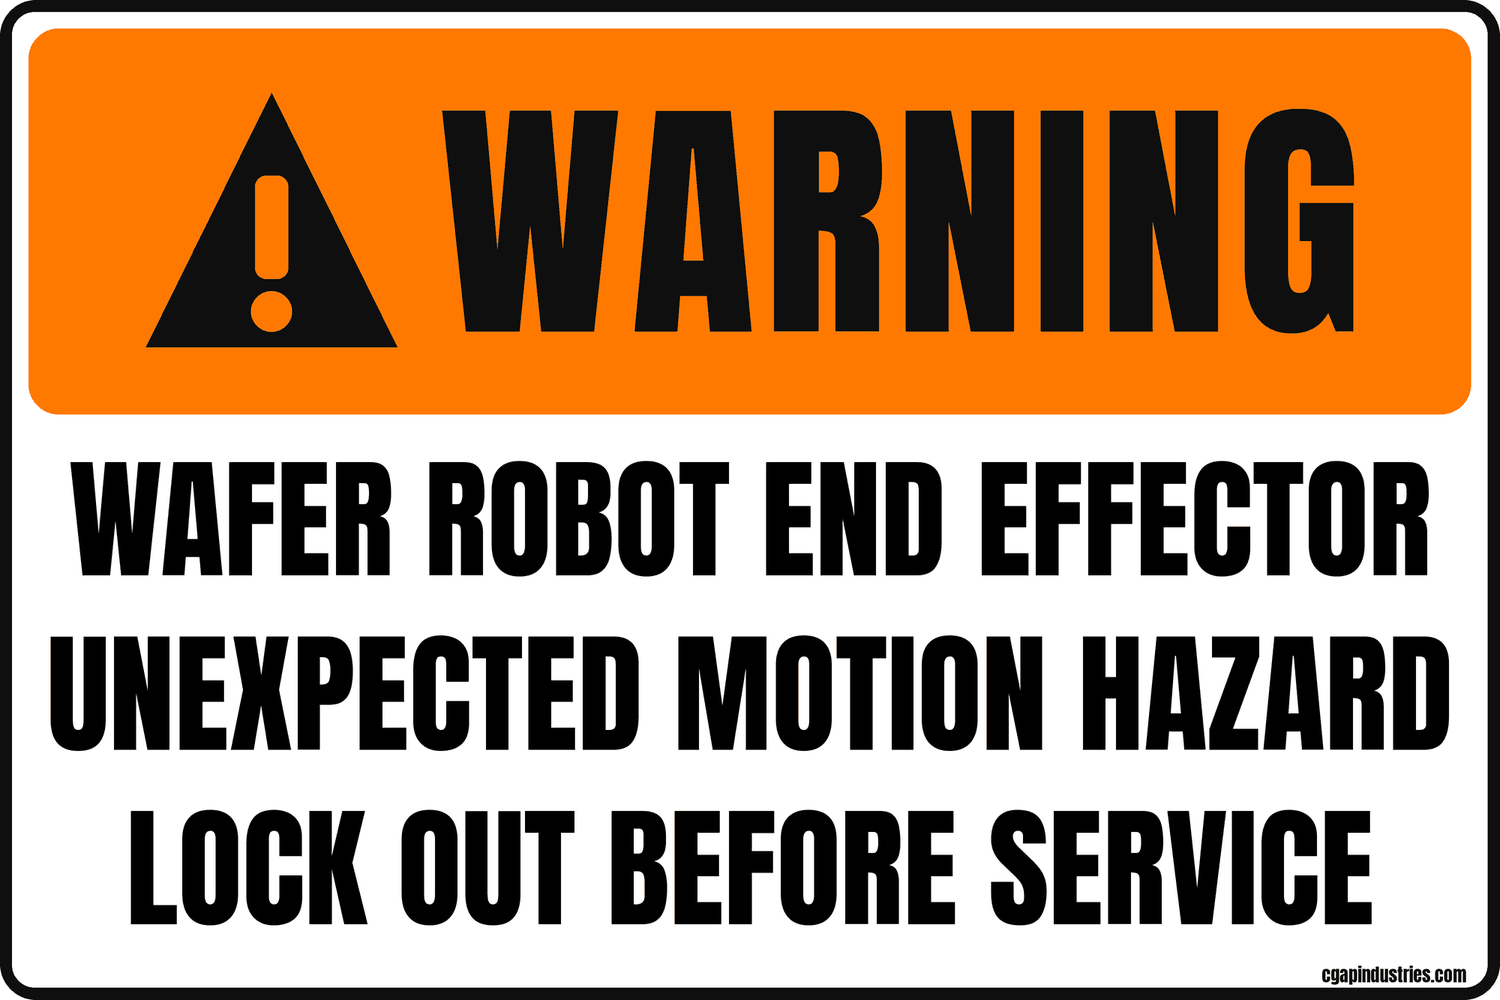 WARNING
WAFER ROBOT END EFFECTOR
UNEXPECTED MOTION HAZARD
LOCK OUT BEFORE SERVICE
cgapindustries.com